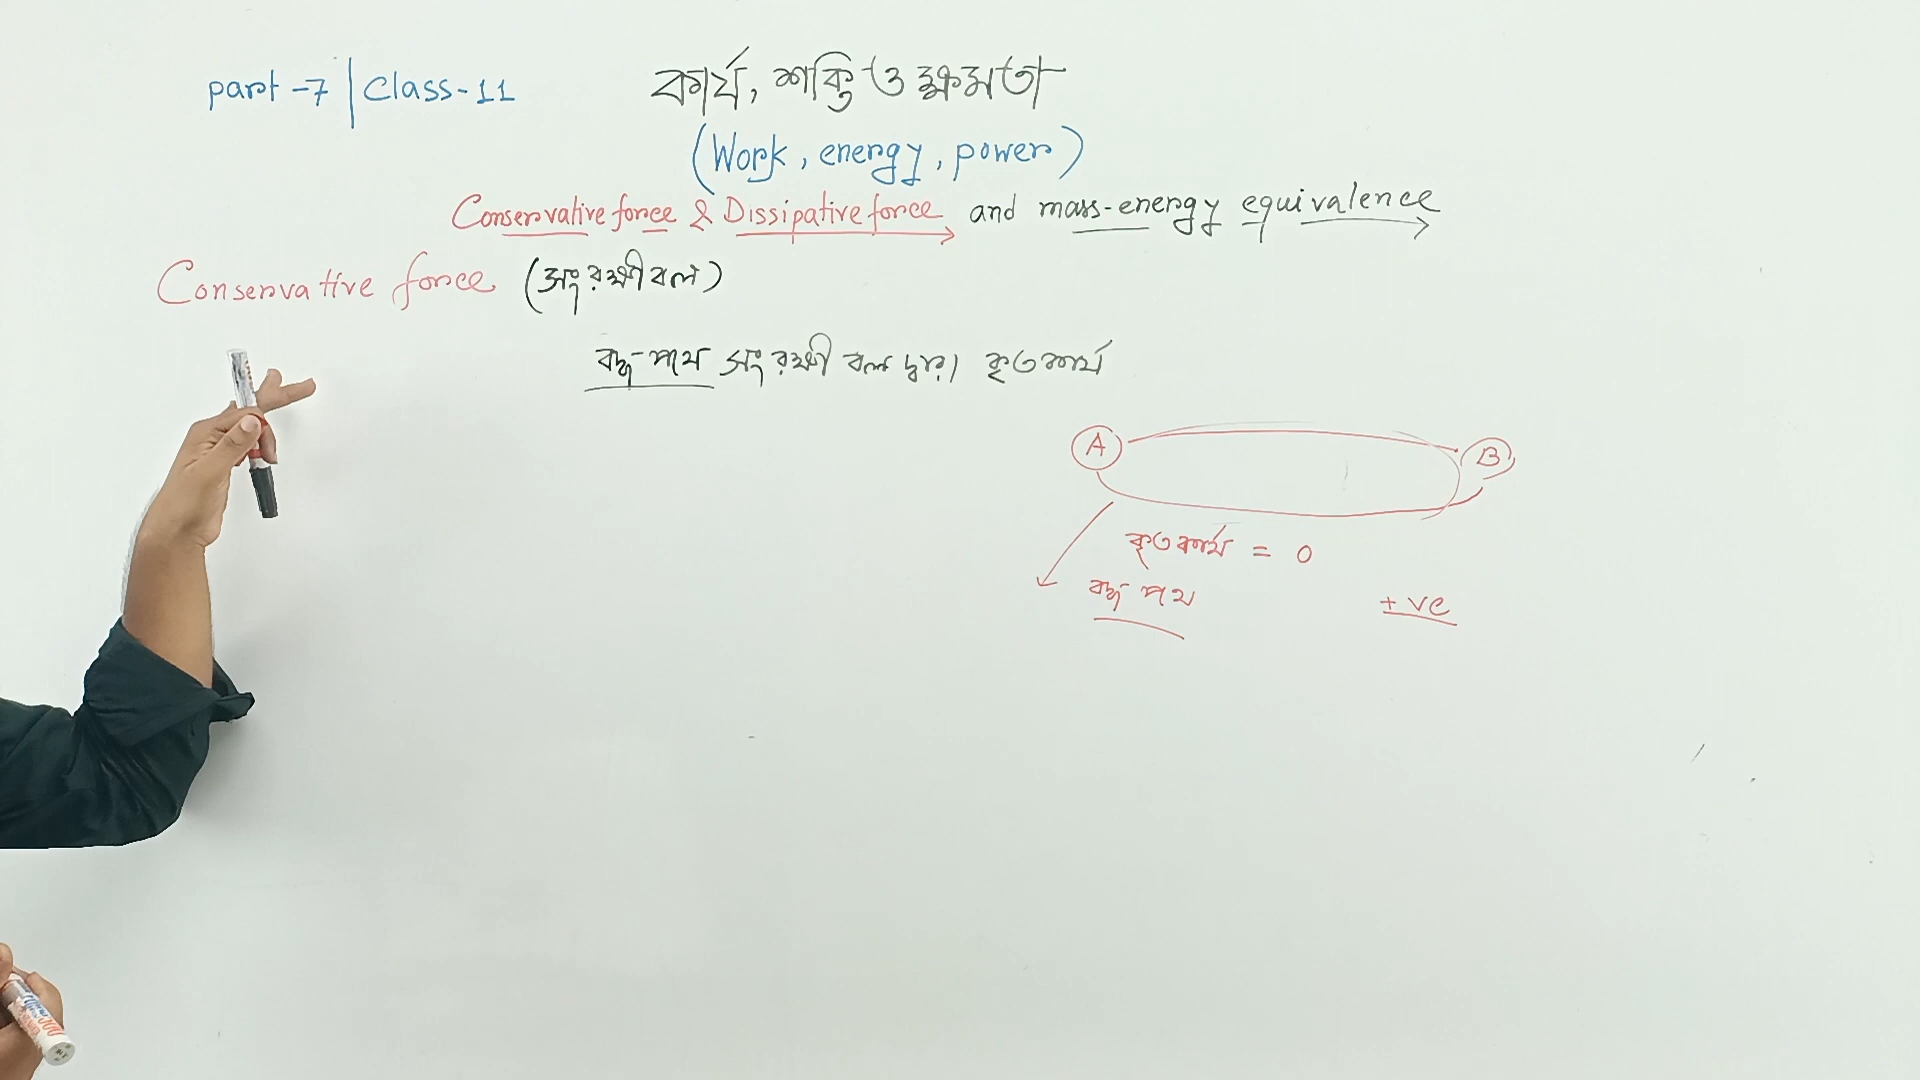 part-7 | Class-11
কার্য, শক্তি ও ক্ষমতা
(Work, energy, power)
Conservative force & Dissipative force and mass-energy equivalence
Conservative force (সংরক্ষী বল)
বদ্ধ-পথে সংরক্ষী বল দ্বারা কৃতকার্য
A B
কৃতকার্য = 0
বদ্ধ পথ
+ve